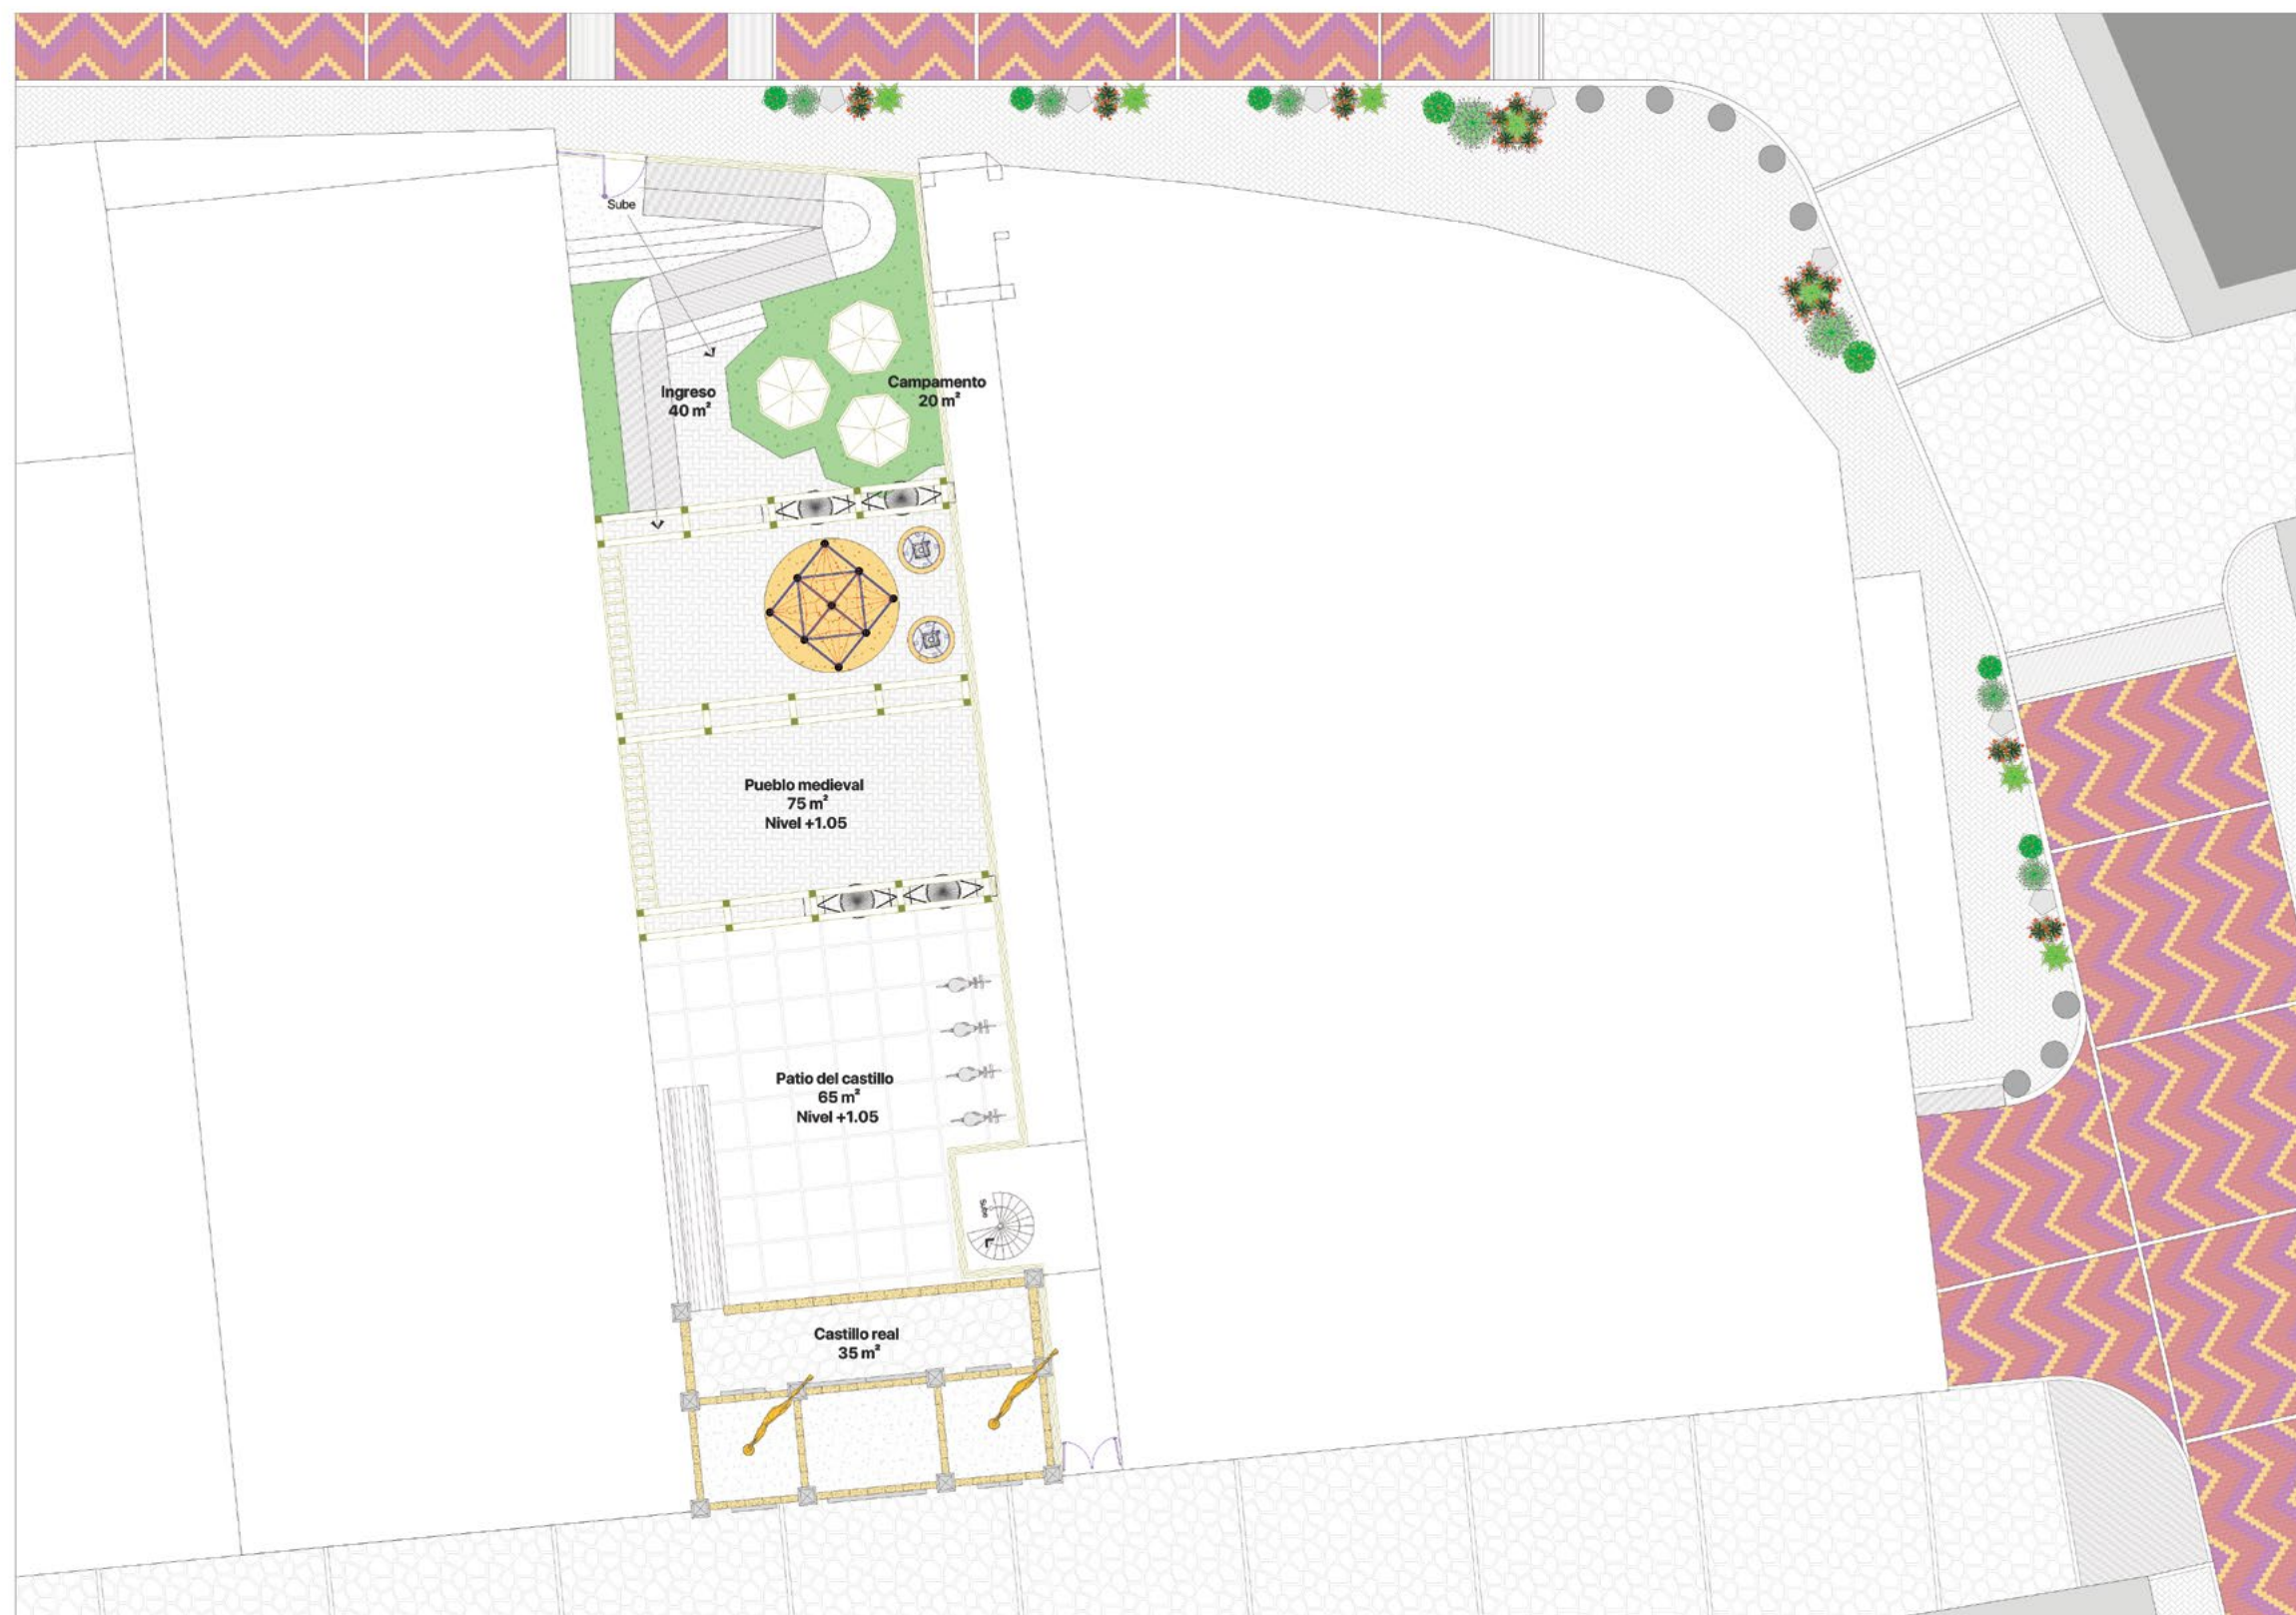 Sube
Ingreso
40 m²
Campamento
20 m²
Pueblo medieval
75 m²
Nivel +1.05
Patio del castillo
65 m²
Nivel +1.05
Sube
Castillo real
35 m²